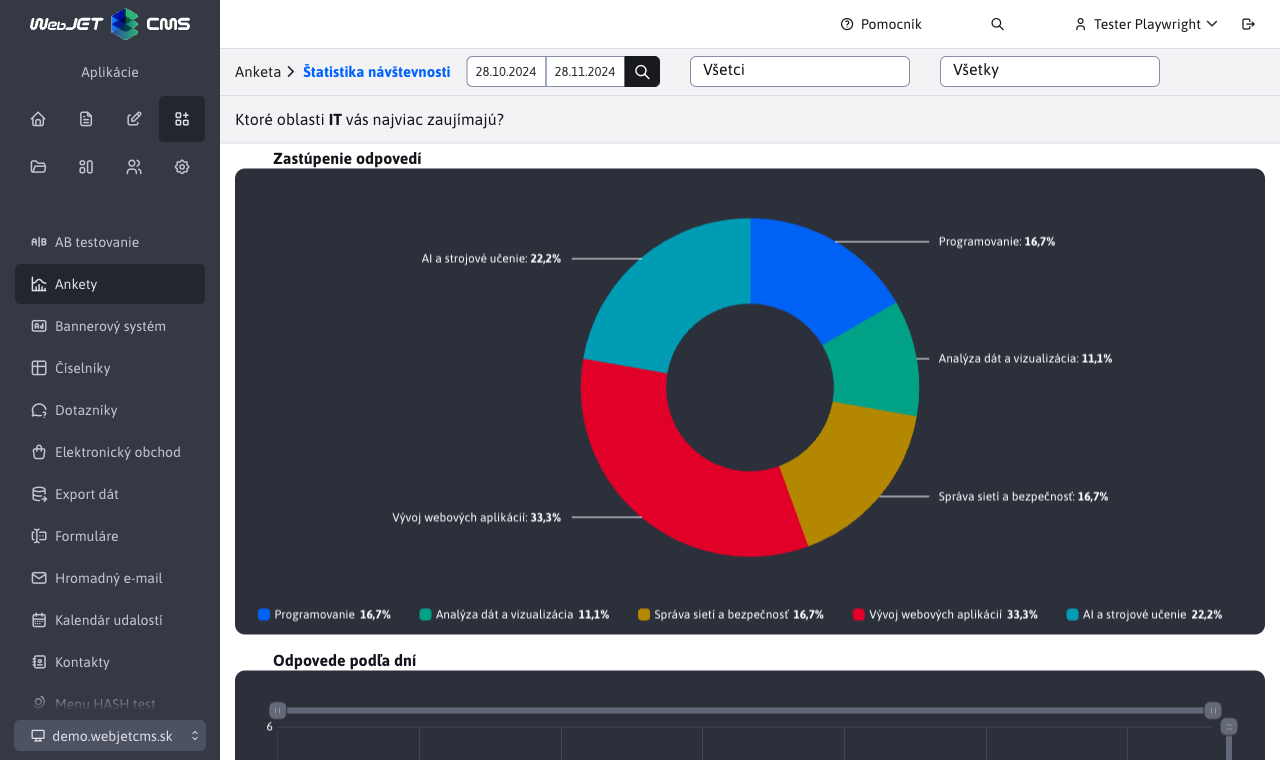 WebJET CMS
Pomocník
Tester Playwright
Aplikácie
Anketa
Štatistika návštevnosti
28.10.2024
28.11.2024
Všetci
Všetky
Ktoré oblasti IT vás najviac zaujímajú?
AB testovanie
Ankety
Bannerový systém
Číselníky
Dotazníky
Elektronický obchod
Export dát
Formuláre
Hromadný e-mail
Kalendár udalostí
Kontakty
Menu HASH test
demo.webjetcms.sk
Zastúpenie odpovedí
Programovanie: 16,7%
AI a strojové učenie: 22,2%
Analýza dát a vizualizácia: 11,1%
Správa sietí a bezpečnosť: 16,7%
Vývoj webových aplikácií: 33,3%
Programovanie 16,7%
Analýza dát a vizualizácia 11,1%
Správa sietí a bezpečnosť 16,7%
Vývoj webových aplikácií 33,3%
AI a strojové učenie 22,2%
Odpovede podľa dní
6